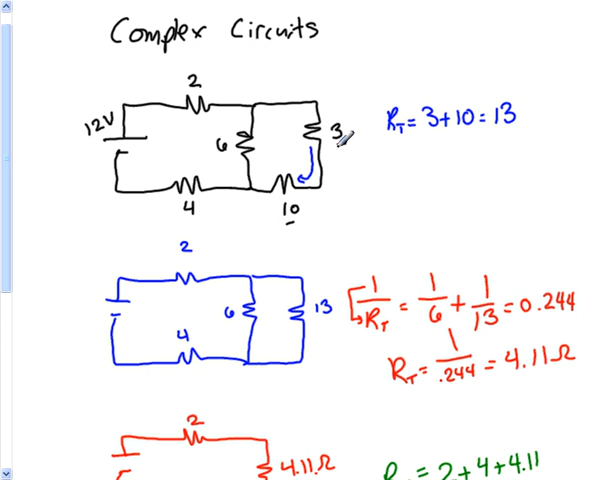 Complex Circuits
2
12V
6
3
R_T = 3+10 = 13
4
10
2
6
13
1/R_T = 1/6 + 1/13 = 0.244
4
R_T = 1/.244 = 4.11Ω
2
4.11Ω
R_T = 2+4+4.11